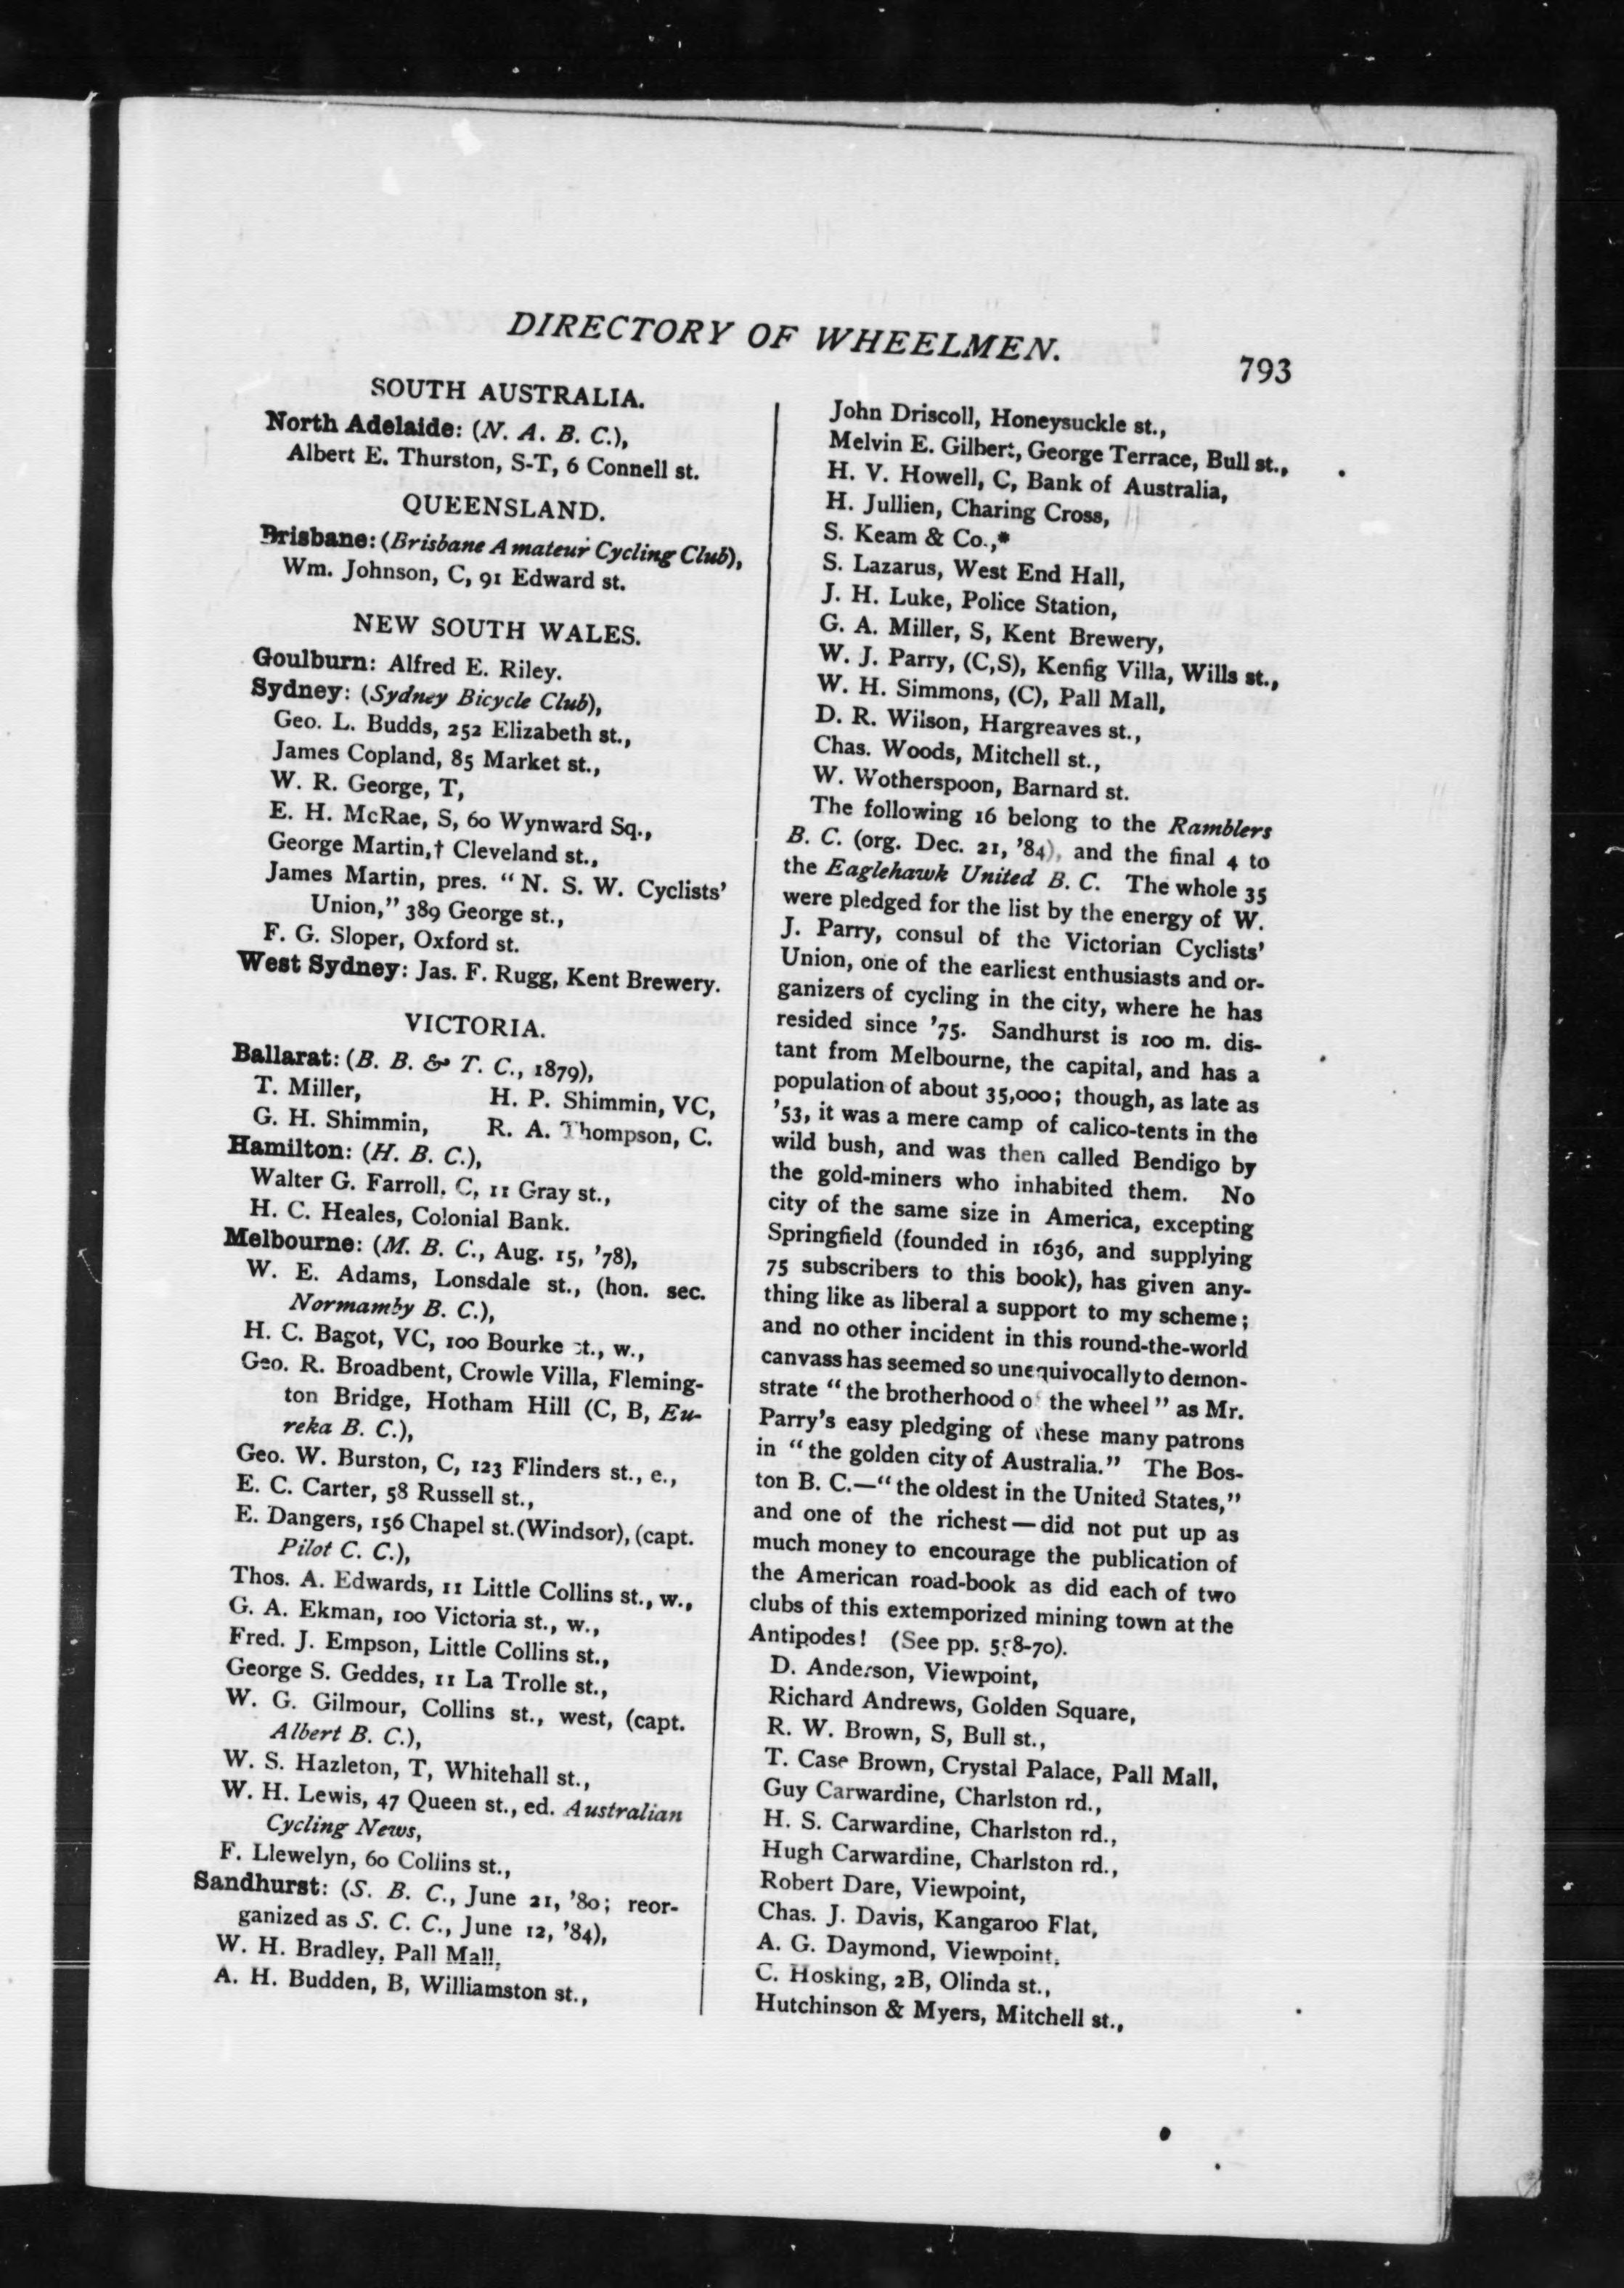 DIRECTORY OF WHEELMEN.
793
SOUTH AUSTRALIA.
North Adelaide: (N. A. B. C.),
Albert E. Thurston, S-T, 6 Connell st.
QUEENSLAND.
Brisbane: (Brisbane Amateur Cycling Club),
Wm. Johnson, C, 91 Edward st.
NEW SOUTH WALES.
Goulburn: Alfred E. Riley.
Sydney: (Sydney Bicycle Club),
Geo. L. Budds, 252 Elizabeth st.,
James Copland, 85 Market st.,
W. R. George, T,
E. H. McRae, S, 60 Wynward Sq.,
George Martin,† Cleveland st.,
James Martin, pres. "N. S. W. Cyclists'
Union," 389 George st.,
F. G. Sloper, Oxford st.
West Sydney: Jas. F. Rugg, Kent Brewery.
VICTORIA.
Ballarat: (B. B. & T. C., 1879),
T. Miller, H. P. Shimmin, VC,
G. H. Shimmin, R. A. Thompson, C.
Hamilton: (H. B. C.),
Walter G. Farroll, C, 11 Gray st.,
H. C. Heales, Colonial Bank.
Melbourne: (M. B. C., Aug. 15, '78),
W. E. Adams, Lonsdale st., (hon. sec.
Normamby B. C.),
H. C. Bagot, VC, 100 Bourke st., w.,
Geo. R. Broadbent, Crowle Villa, Fleming-
ton Bridge, Hotham Hill (C, B, Eu-
reka B. C.),
Geo. W. Burston, C, 123 Flinders st., e.,
E. C. Carter, 58 Russell st.,
E. Dangers, 156 Chapel st.(Windsor), (capt.
Pilot C. C.),
Thos. A. Edwards, 11 Little Collins st., w.,
G. A. Ekman, 100 Victoria st., w.,
Fred. J. Empson, Little Collins st.,
George S. Geddes, 11 La Trolle st.,
W. G. Gilmour, Collins st., west, (capt.
Albert B. C.),
W. S. Hazleton, T, Whitehall st.,
W. H. Lewis, 47 Queen st., ed. Australian
Cycling News,
F. Llewelyn, 60 Collins st.,
Sandhurst: (S. B. C., June 21, '80; reor-
ganized as S. C. C., June 12, '84),
W. H. Bradley, Pall Mall,
A. H. Budden, B, Williamston st.,
John Driscoll, Honeysuckle st.,
Melvin E. Gilbert, George Terrace, Bull st.,
H. V. Howell, C, Bank of Australia,
H. Jullien, Charing Cross,
S. Keam & Co.,*
S. Lazarus, West End Hall,
J. H. Luke, Police Station,
G. A. Miller, S, Kent Brewery,
W. J. Parry, (C,S), Kenfig Villa, Wills st.,
W. H. Simmons, (C), Pall Mall,
D. R. Wilson, Hargreaves st.,
Chas. Woods, Mitchell st.,
W. Wotherspoon, Barnard st.
The following 16 belong to the Ramblers
B. C. (org. Dec. 21, '84), and the final 4 to
the Eaglehawk United B. C. The whole 35
were pledged for the list by the energy of W.
J. Parry, consul of the Victorian Cyclists'
Union, one of the earliest enthusiasts and or-
ganizers of cycling in the city, where he has
resided since '75. Sandhurst is 100 m. dis-
tant from Melbourne, the capital, and has a
population of about 35,000; though, as late as
'53, it was a mere camp of calico-tents in the
wild bush, and was then called Bendigo by
the gold-miners who inhabited them. No
city of the same size in America, excepting
Springfield (founded in 1636, and supplying
75 subscribers to this book), has given any-
thing like as liberal a support to my scheme;
and no other incident in this round-the-world
canvass has seemed so unequivocally to demon-
strate "the brotherhood of the wheel" as Mr.
Parry's easy pledging of these many patrons
in "the golden city of Australia." The Bos-
ton B. C.—"the oldest in the United States,"
and one of the richest—did not put up as
much money to encourage the publication of
the American road-book as did each of two
clubs of this extemporized mining town at the
Antipodes! (See pp. 558-70).
D. Anderson, Viewpoint,
Richard Andrews, Golden Square,
R. W. Brown, S, Bull st.,
T. Case Brown, Crystal Palace, Pall Mall,
Guy Carwardine, Charlston rd.,
H. S. Carwardine, Charlston rd.,
Hugh Carwardine, Charlston rd.,
Robert Dare, Viewpoint,
Chas. J. Davis, Kangaroo Flat,
A. G. Daymond, Viewpoint,
C. Hosking, 2B, Olinda st.,
Hutchinson & Myers, Mitchell st.,